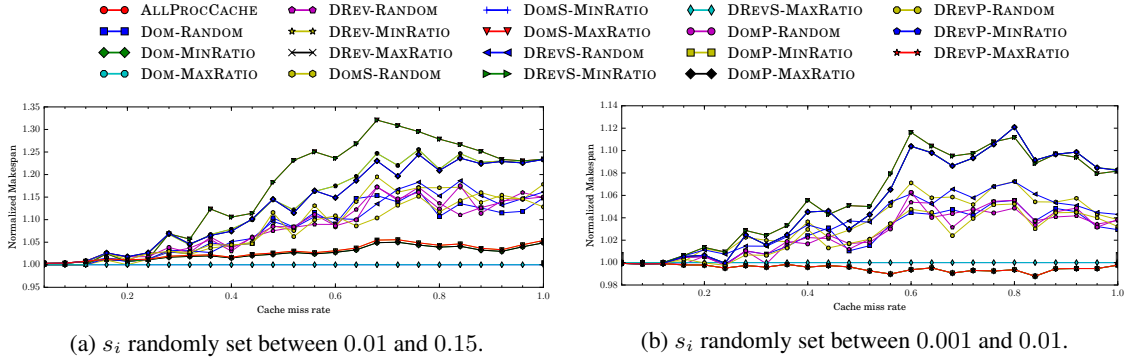 ALLPROCCACHE DREV-RANDOM DOMS-MINRATIO DREVS-MAXRATIO DREVP-RANDOM
DOM-RANDOM DREV-MINRATIO DOMS-MAXRATIO DOMP-RANDOM DREVP-MINRATIO
DOM-MINRATIO DREV-MAXRATIO DREVS-RANDOM DOMP-MINRATIO DREVP-MAXRATIO
DOM-MAXRATIO DOMS-RANDOM DREVS-MINRATIO DOMP-MAXRATIO
Normalized Makespan
1.35
1.30
1.25
1.20
1.15
1.10
1.05
1.00
0.95
0.2 0.4 0.6 0.8 1.0
Cache miss rate
(a) s_i randomly set between 0.01 and 0.15.
Normalized Makespan
1.14
1.12
1.10
1.08
1.06
1.04
1.02
1.00
0.98
0.2 0.4 0.6 0.8 1.0
Cache miss rate
(b) s_i randomly set between 0.001 and 0.01.